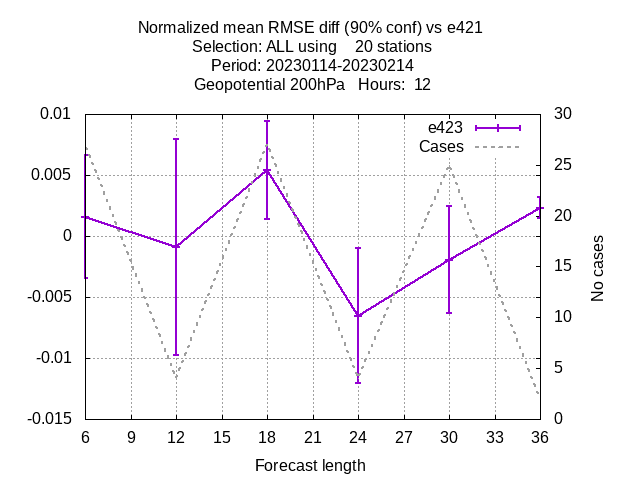 Normalized mean RMSE diff (90% conf) vs e421
Selection: ALL using    20 stations
Period: 20230114-20230214
Geopotential 200hPa   Hours:  12
0.01
0.005
0
-0.005
-0.01
-0.015
e423
Cases
30
25
20
15
10
5
0
No cases
6 9 12 15 18 21 24 27 30 33 36
Forecast length